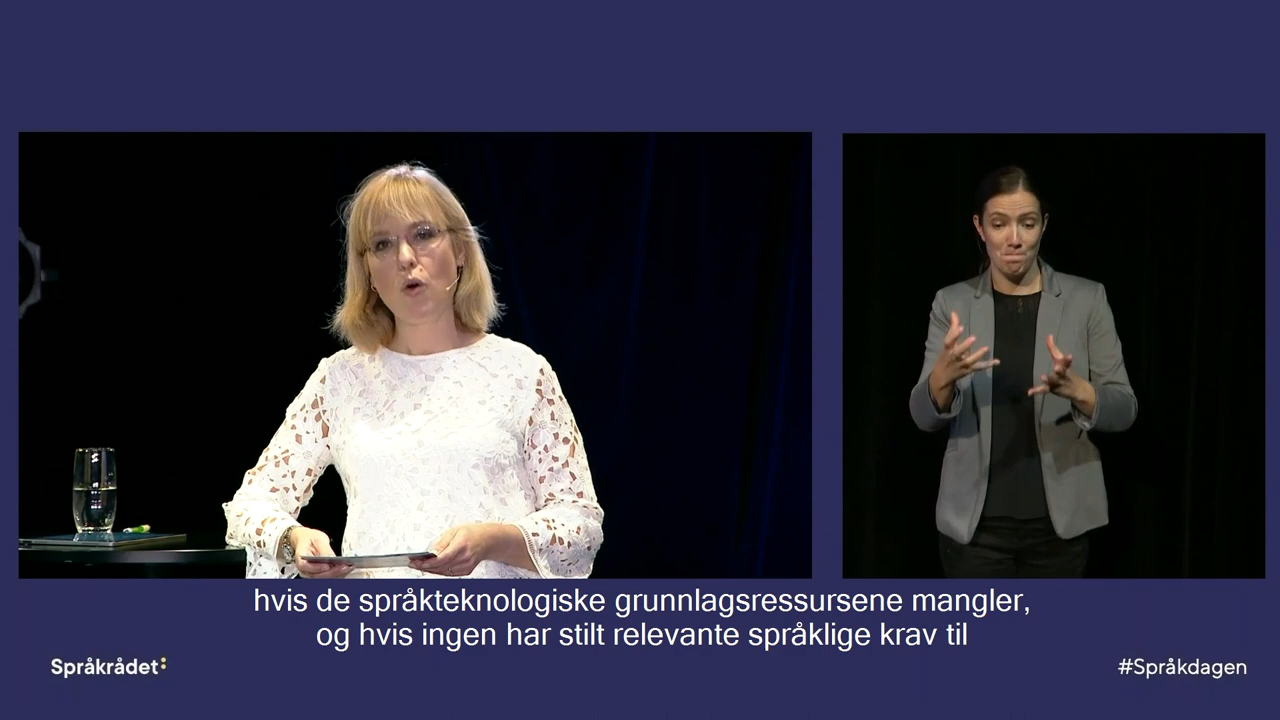 hvis de språkteknologiske grunnlagsressursene mangler,
og hvis ingen har stilt relevante språklige krav til
Språkrådet
#Språkdagen